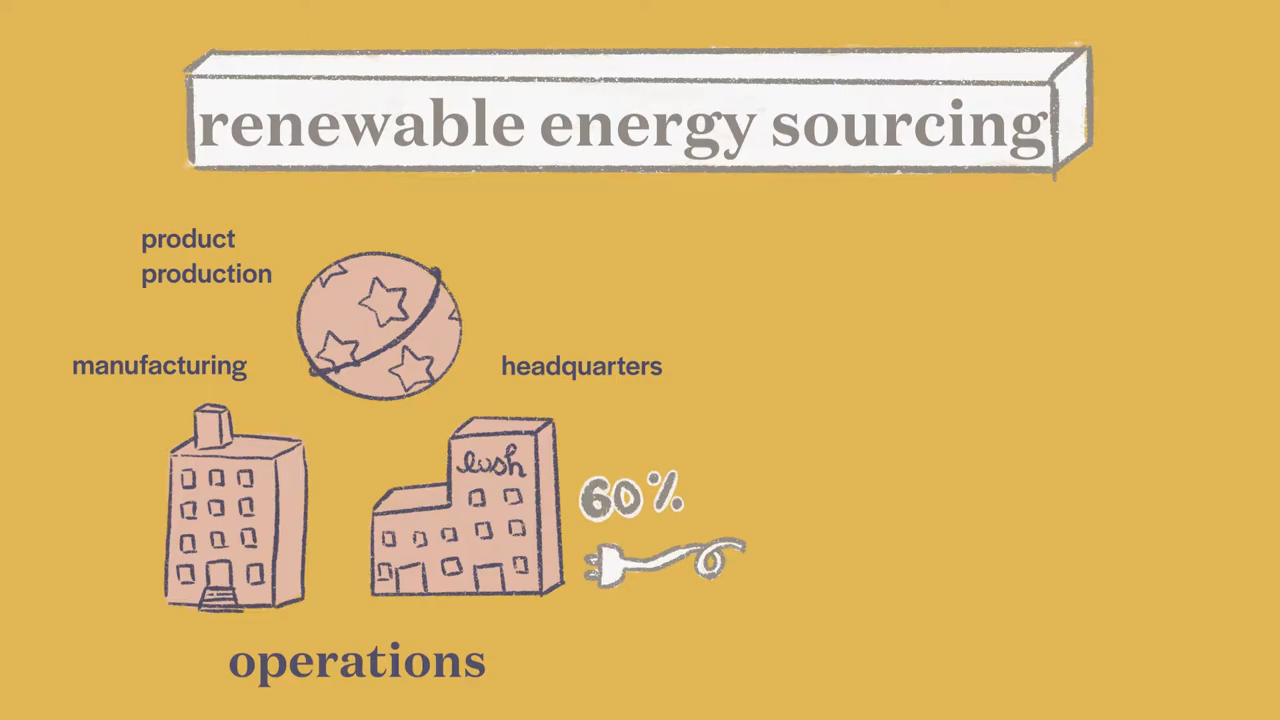 renewable energy sourcing
product
production
manufacturing
headquarters
lush
60%
operations